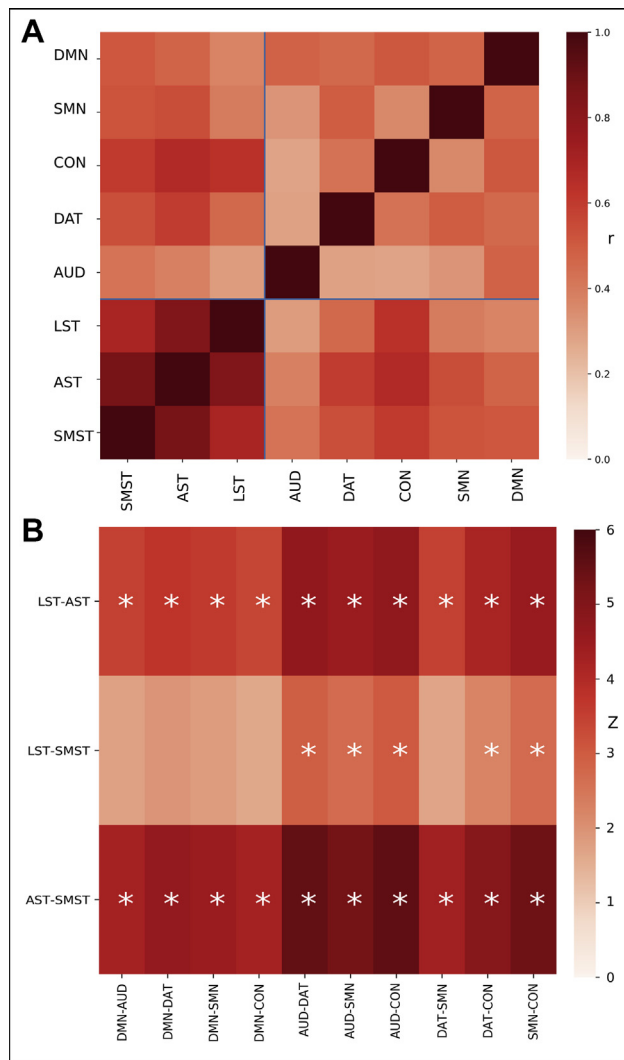 A
DMN
SMN
CON
DAT
AUD
LST
AST
SMST
SMST
AST
LST
AUD
DAT
CON
SMN
DMN
1.0
0.8
0.6
r
0.4
0.2
0.0
B
LST-AST
* * * * * * * * * *
LST-SMST
* * * * *
AST-SMST
* * * * * * * * * *
DMN-AUD
DMN-DAT
DMN-SMN
DMN-CON
AUD-DAT
AUD-SMN
AUD-CON
DAT-SMN
DAT-CON
SMN-CON
6
5
4
Z
3
2
1
0